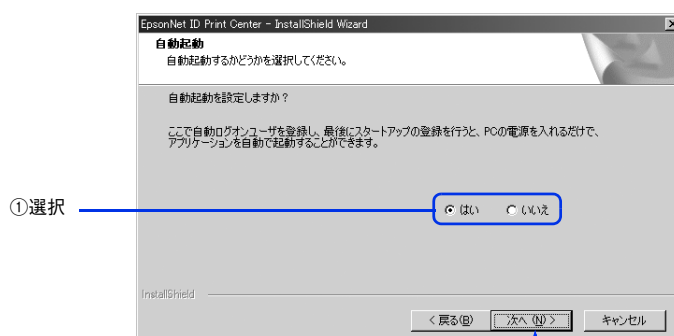 EpsonNet ID Print Center - InstallShield Wizard
自動起動
自動起動するかどうかを選択してください。
自動起動を設定しますか？
ここで自動ログオンユーザを登録し、最後にスタートアップの登録を行うと、PCの電源を入れるだけで、
アプリケーションを自動で起動することができます。
①選択
はい いいえ
InstallShield
< 戻る(B) 次へ (N) > キャンセル